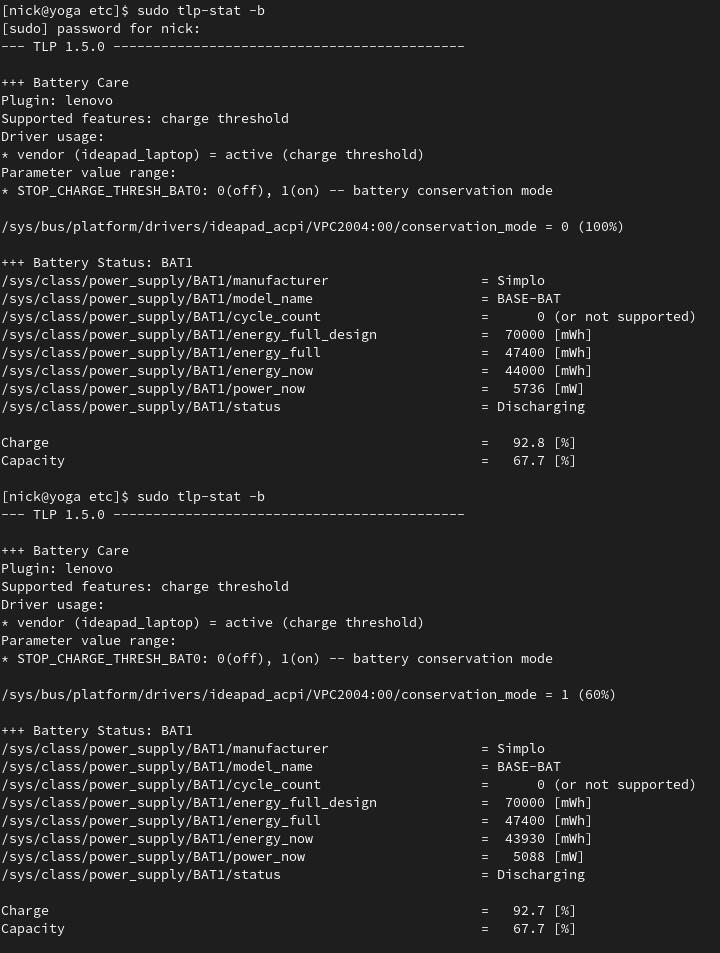 [nick@yoga etc]$ sudo tlp-stat -b
[sudo] password for nick:
--- TLP 1.5.0 --------------------------------------------

+++ Battery Care
Plugin: lenovo
Supported features: charge threshold
Driver usage:
* vendor (ideapad_laptop) = active (charge threshold)
Parameter value range:
* STOP_CHARGE_THRESH_BAT0: 0(off), 1(on) -- battery conservation mode

/sys/bus/platform/drivers/ideapad_acpi/VPC2004:00/conservation_mode = 0 (100%)

+++ Battery Status: BAT1
/sys/class/power_supply/BAT1/manufacturer                   = Simplo
/sys/class/power_supply/BAT1/model_name                     = BASE-BAT
/sys/class/power_supply/BAT1/cycle_count                    =      0 (or not supported)
/sys/class/power_supply/BAT1/energy_full_design             =  70000 [mWh]
/sys/class/power_supply/BAT1/energy_full                    =  47400 [mWh]
/sys/class/power_supply/BAT1/energy_now                     =  44000 [mWh]
/sys/class/power_supply/BAT1/power_now                      =   5736 [mW]
/sys/class/power_supply/BAT1/status                         = Discharging

Charge                                                      =   92.8 [%]
Capacity                                                    =   67.7 [%]

[nick@yoga etc]$ sudo tlp-stat -b
--- TLP 1.5.0 --------------------------------------------

+++ Battery Care
Plugin: lenovo
Supported features: charge threshold
Driver usage:
* vendor (ideapad_laptop) = active (charge threshold)
Parameter value range:
* STOP_CHARGE_THRESH_BAT0: 0(off), 1(on) -- battery conservation mode

/sys/bus/platform/drivers/ideapad_acpi/VPC2004:00/conservation_mode = 1 (60%)

+++ Battery Status: BAT1
/sys/class/power_supply/BAT1/manufacturer                   = Simplo
/sys/class/power_supply/BAT1/model_name                     = BASE-BAT
/sys/class/power_supply/BAT1/cycle_count                    =      0 (or not supported)
/sys/class/power_supply/BAT1/energy_full_design             =  70000 [mWh]
/sys/class/power_supply/BAT1/energy_full                    =  47400 [mWh]
/sys/class/power_supply/BAT1/energy_now                     =  43930 [mWh]
/sys/class/power_supply/BAT1/power_now                      =   5088 [mW]
/sys/class/power_supply/BAT1/status                         = Discharging

Charge                                                      =   92.7 [%]
Capacity                                                    =   67.7 [%]